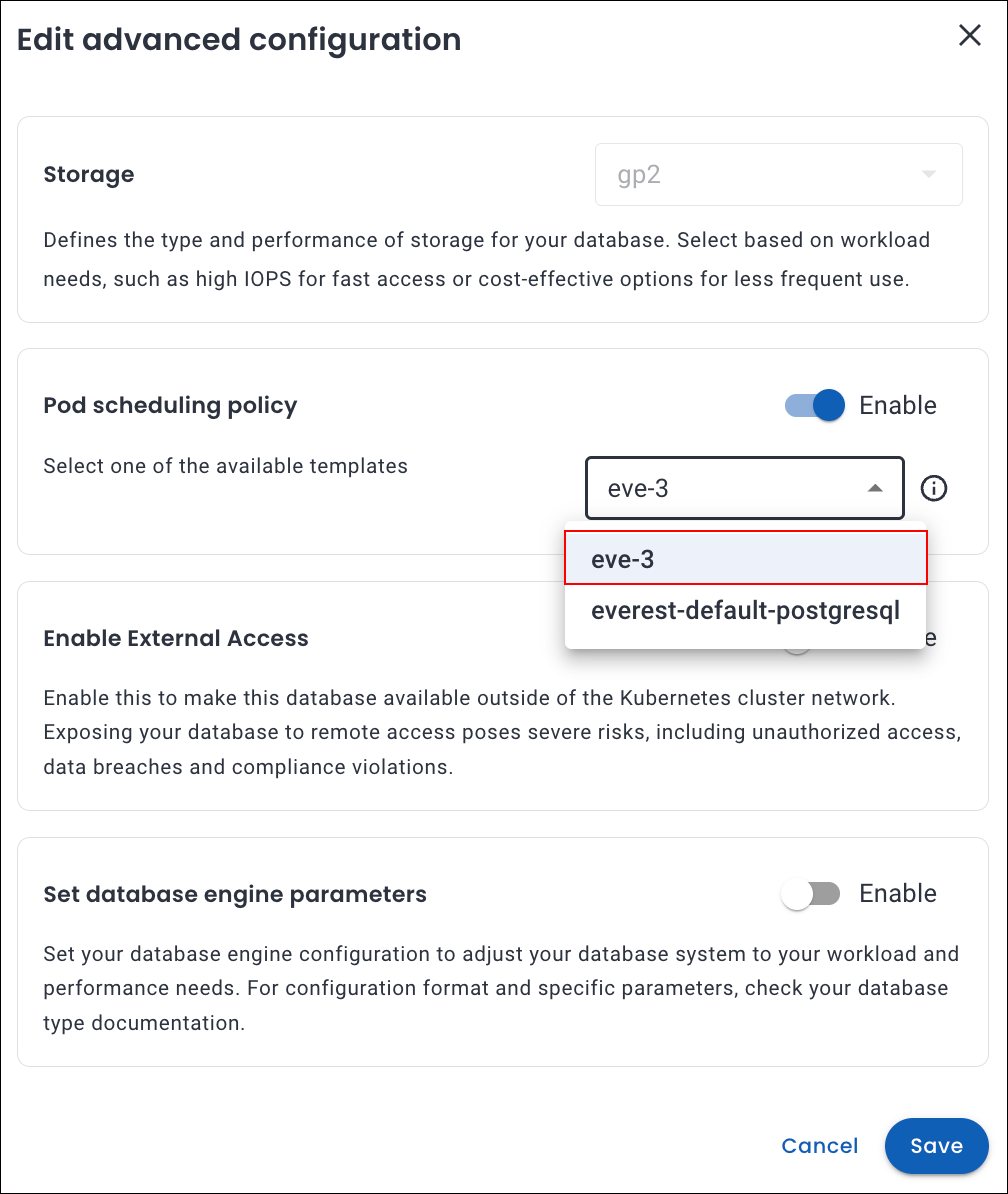 Edit advanced configuration
Storage
gp2
Defines the type and performance of storage for your database. Select based on workload
needs, such as high IOPS for fast access or cost-effective options for less frequent use.
Pod scheduling policy
Enable
Select one of the available templates
eve-3
eve-3
everest-default-postgresql
Enable External Access
Enable this to make this database available outside of the Kubernetes cluster network.
Exposing your database to remote access poses severe risks, including unauthorized access,
data breaches and compliance violations.
Set database engine parameters
Enable
Set your database engine configuration to adjust your database system to your workload and
performance needs. For configuration format and specific parameters, check your database
type documentation.
Cancel
Save